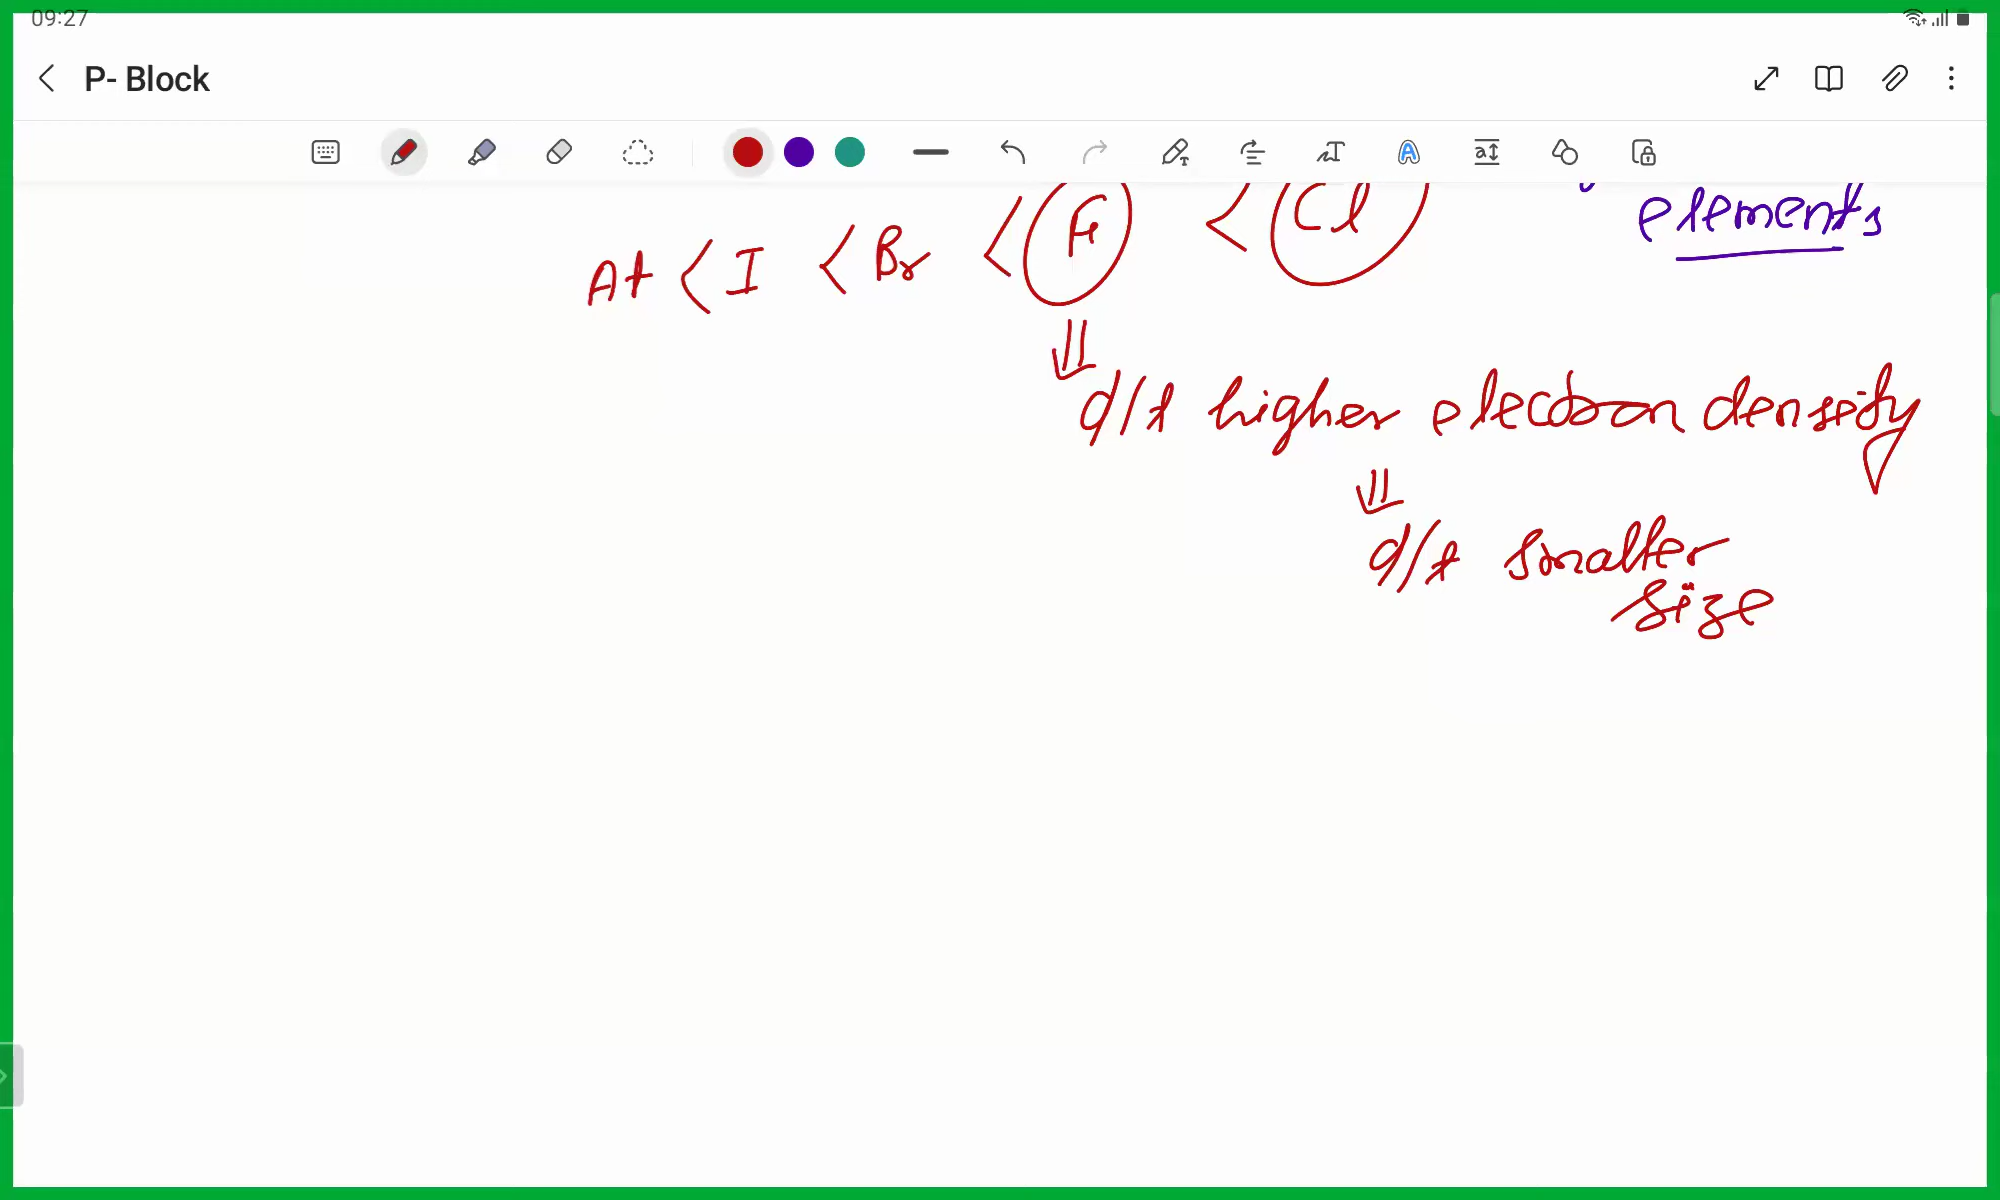 09:27
P- Block
elements
At < I < Br < F < Cl
d/t higher electron density
d/t smaller
size